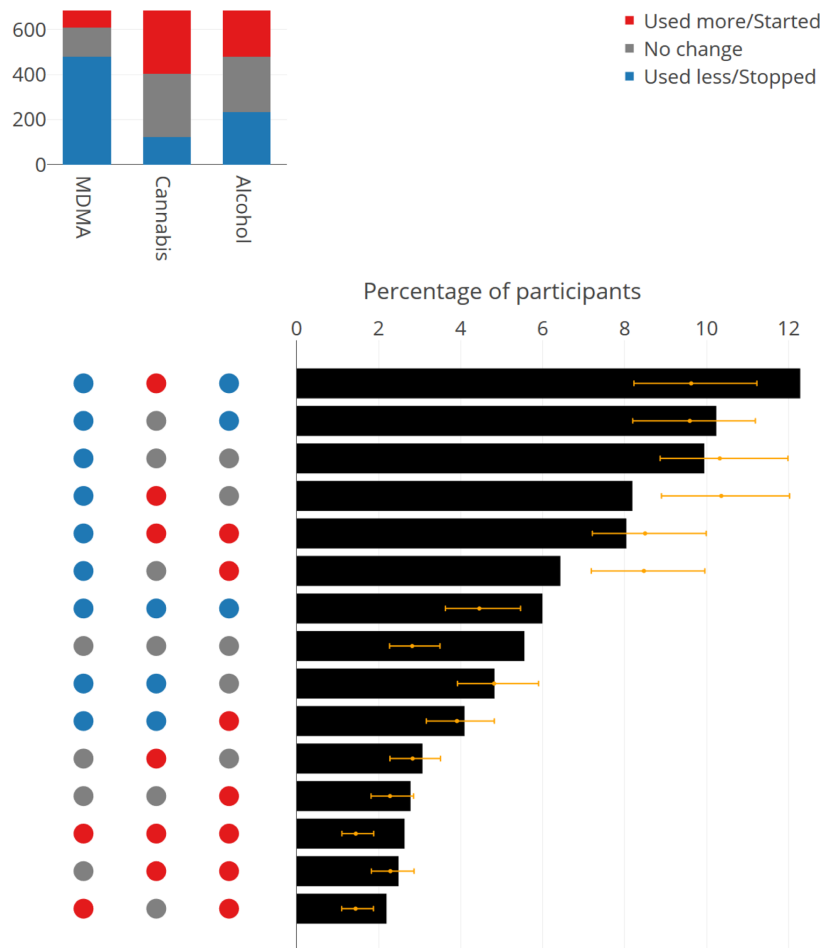 600
400
200
0
MDMA
Cannabis
Alcohol
Used more/Started
No change
Used less/Stopped
Percentage of participants
0 2 4 6 8 10 12